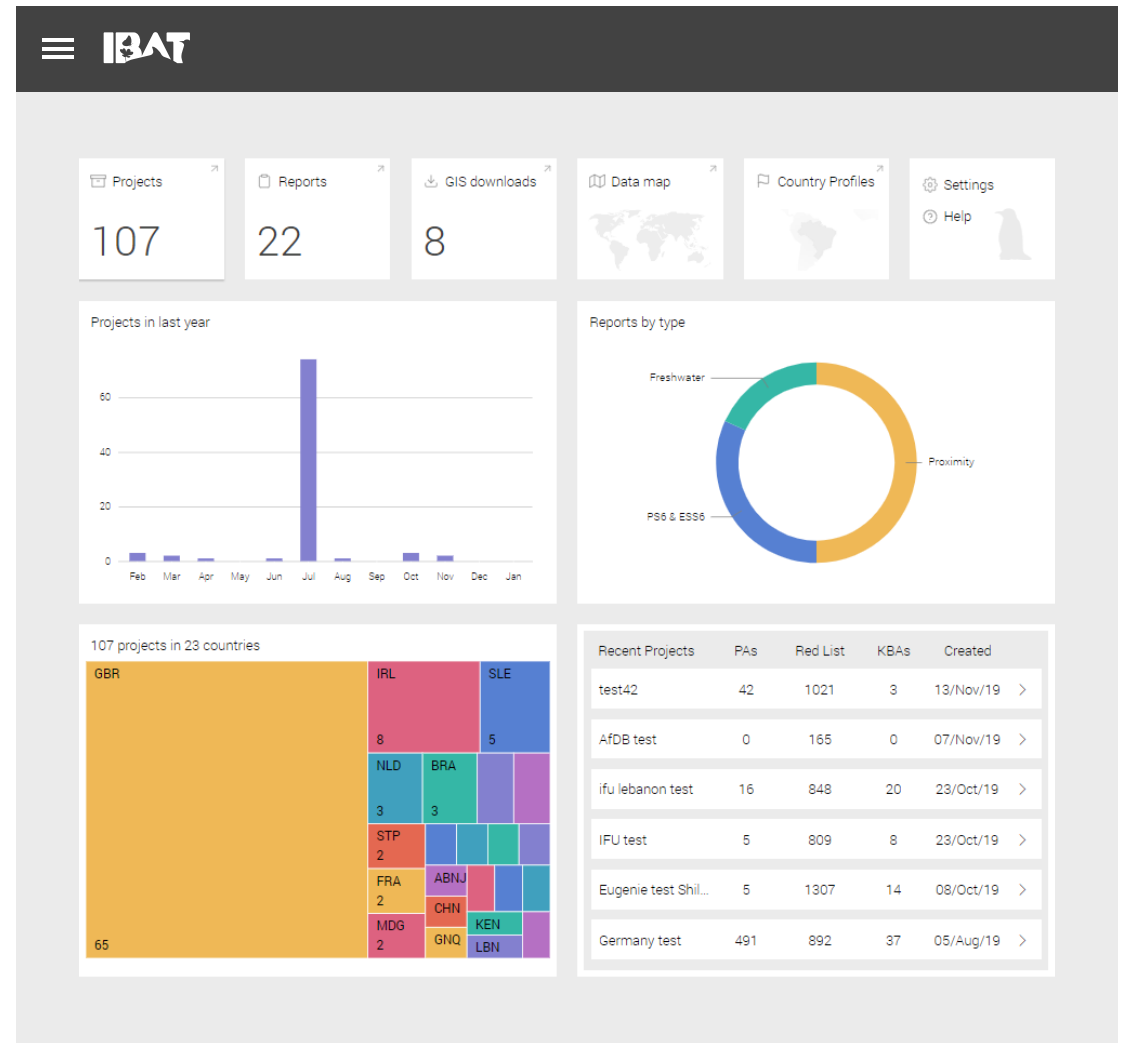 IBAT
Projects
107
Reports
22
GIS downloads
8
Data map
Country Profiles
Settings
Help
Projects in last year
60
40
20
0
Feb Mar Apr May Jun Jul Aug Sep Oct Nov Dec Jan
Reports by type
Freshwater
Proximity
PS6 & ESS6
107 projects in 23 countries
GBR
65
IRL
8
SLE
5
NLD
3
BRA
3
STP
2
FRA
2
MDG
2
ABNJ
CHN
GNQ
KEN
LBN
Recent Projects PAs Red List KBAs Created
test42 42 1021 3 13/Nov/19
AfDB test 0 165 0 07/Nov/19
ifu lebanon test 16 848 20 23/Oct/19
IFU test 5 809 8 23/Oct/19
Eugenie test Shil... 5 1307 14 08/Oct/19
Germany test 491 892 37 05/Aug/19